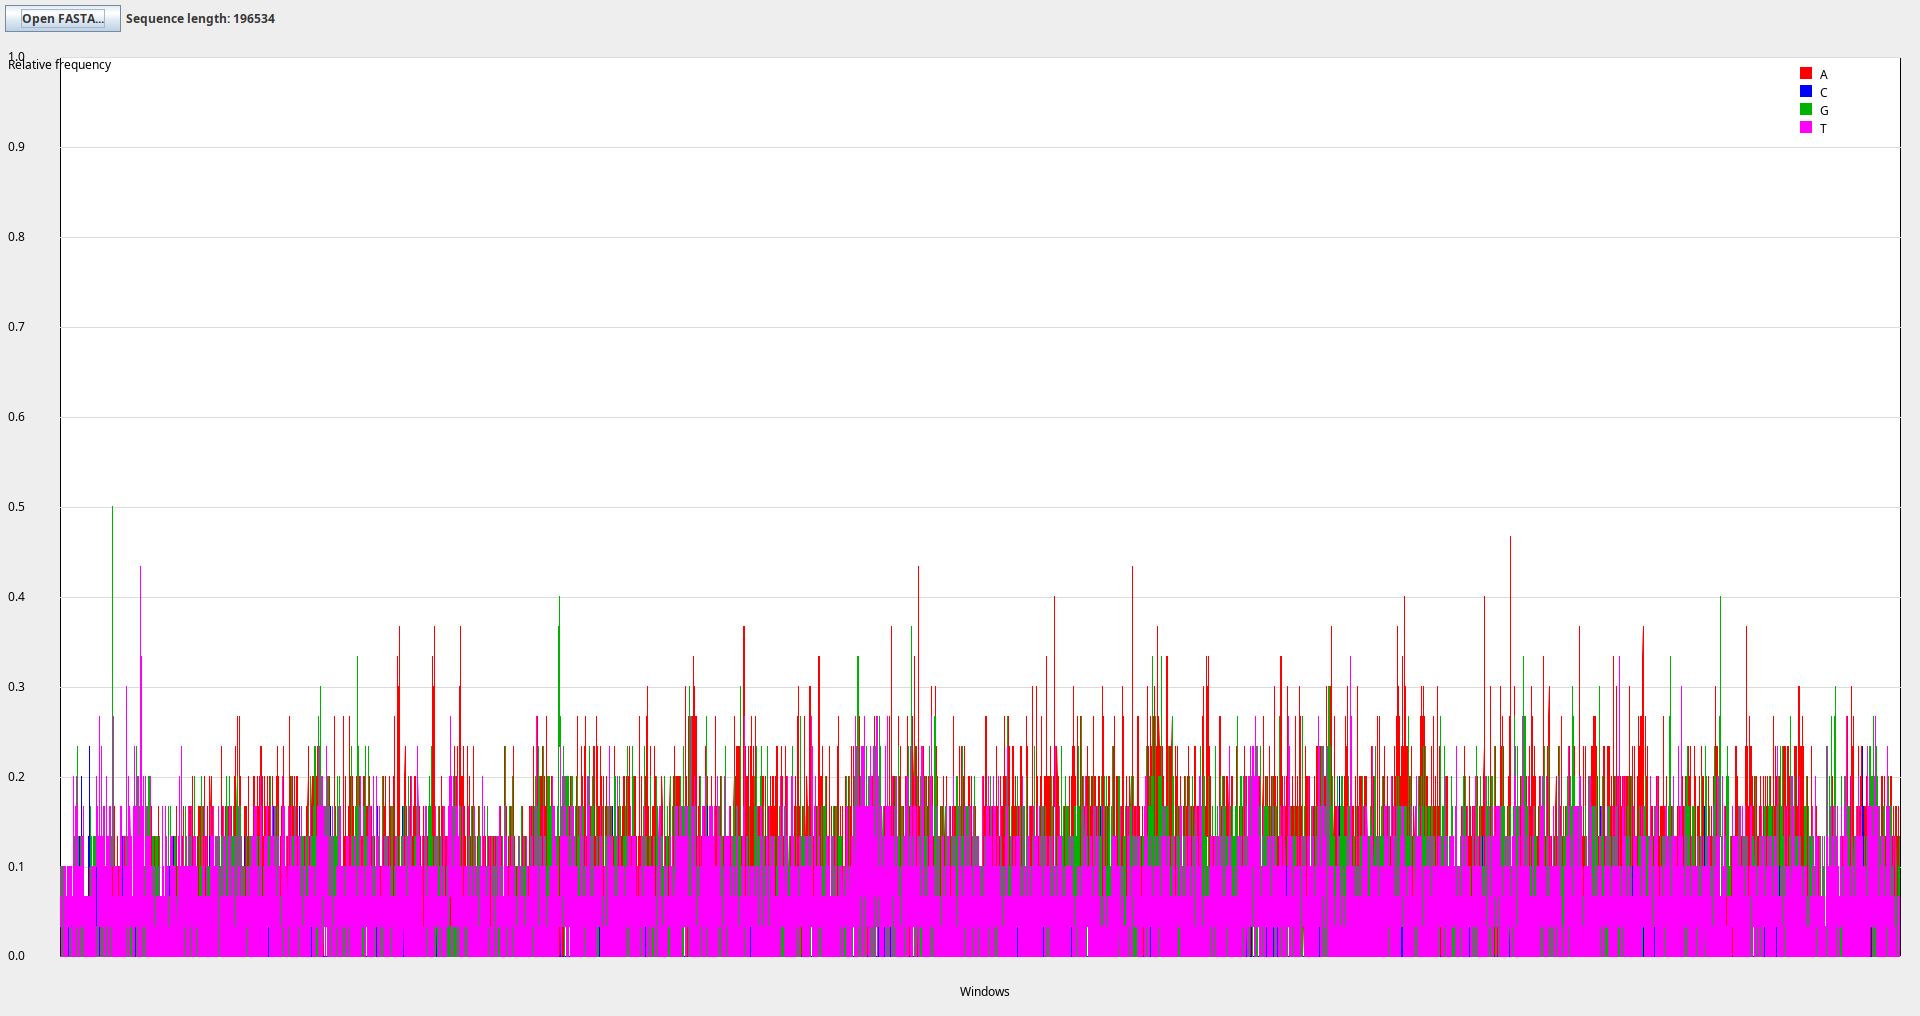 Open FASTA... Sequence length: 196534
1.0
Relative frequency
A
C
G
T
0.9
0.8
0.7
0.6
0.5
0.4
0.3
0.2
0.1
0.0
Windows